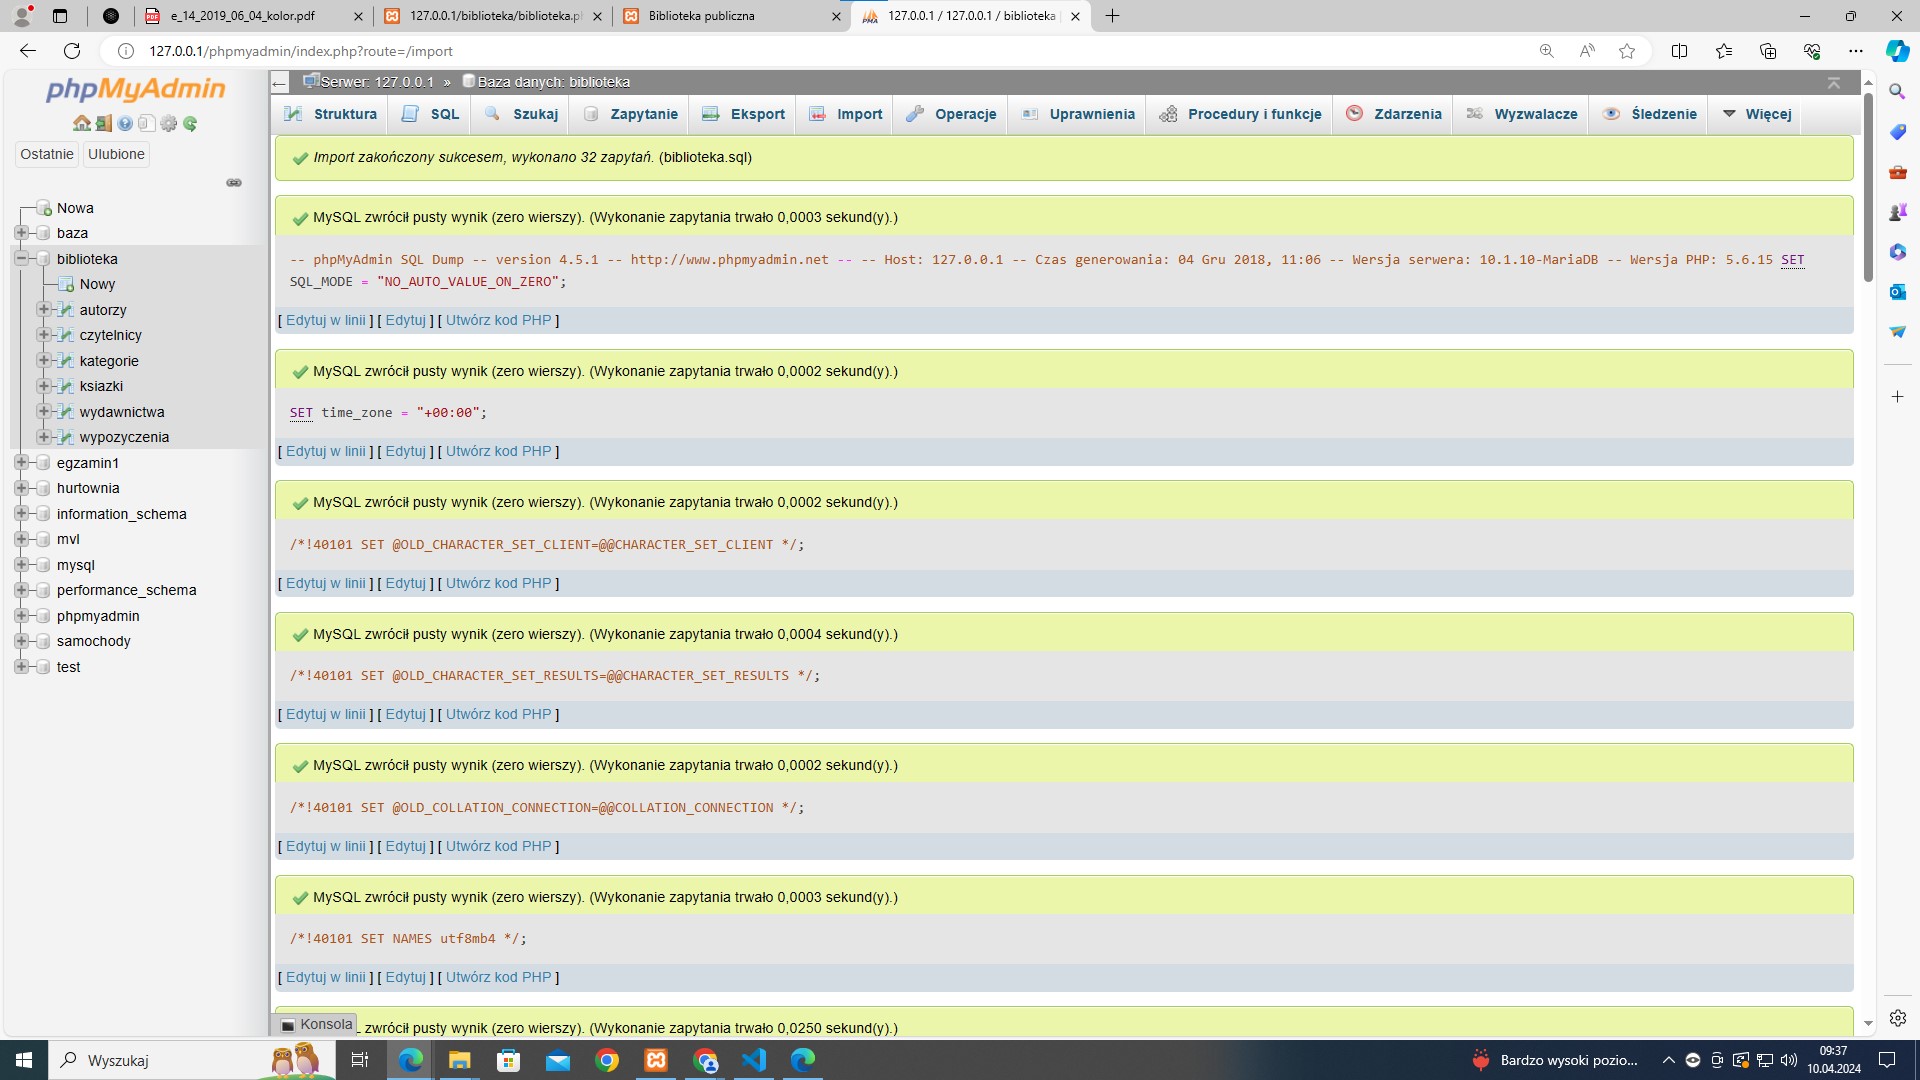 e_14_2019_06_04_kolor.pdf
127.0.0.1/biblioteka/biblioteka.p
Biblioteka publiczna
127.0.0.1 / 127.0.0.1 / biblioteka
127.0.0.1/phpmyadmin/index.php?route=/import
phpMyAdmin
Ostatnie
Ulubione
Nowa
baza
biblioteka
Nowy
autorzy
czytelnicy
kategorie
ksiazki
wydawnictwa
wypozyczenia
egzamin1
hurtownia
information_schema
mvl
mysql
performance_schema
phpmyadmin
samochody
test
Serwer: 127.0.0.1 » Baza danych: biblioteka
Struktura SQL Szukaj Zapytanie Eksport Import Operacje Uprawnienia Procedury i funkcje Zdarzenia Wyzwalacze Śledzenie Więcej
Import zakończony sukcesem, wykonano 32 zapytań. (biblioteka.sql)
MySQL zwrócił pusty wynik (zero wierszy). (Wykonanie zapytania trwało 0,0003 sekund(y).)
-- phpMyAdmin SQL Dump -- version 4.5.1 -- http://www.phpmyadmin.net -- -- Host: 127.0.0.1 -- Czas generowania: 04 Gru 2018, 11:06 -- Wersja serwera: 10.1.10-MariaDB -- Wersja PHP: 5.6.15 SET
SQL_MODE = "NO_AUTO_VALUE_ON_ZERO";
[ Edytuj w linii ] [ Edytuj ] [ Utwórz kod PHP ]
MySQL zwrócił pusty wynik (zero wierszy). (Wykonanie zapytania trwało 0,0002 sekund(y).)
SET time_zone = "+00:00";
[ Edytuj w linii ] [ Edytuj ] [ Utwórz kod PHP ]
MySQL zwrócił pusty wynik (zero wierszy). (Wykonanie zapytania trwało 0,0002 sekund(y).)
/*!40101 SET @OLD_CHARACTER_SET_CLIENT=@@CHARACTER_SET_CLIENT */;
[ Edytuj w linii ] [ Edytuj ] [ Utwórz kod PHP ]
MySQL zwrócił pusty wynik (zero wierszy). (Wykonanie zapytania trwało 0,0004 sekund(y).)
/*!40101 SET @OLD_CHARACTER_SET_RESULTS=@@CHARACTER_SET_RESULTS */;
[ Edytuj w linii ] [ Edytuj ] [ Utwórz kod PHP ]
MySQL zwrócił pusty wynik (zero wierszy). (Wykonanie zapytania trwało 0,0002 sekund(y).)
/*!40101 SET @OLD_COLLATION_CONNECTION=@@COLLATION_CONNECTION */;
[ Edytuj w linii ] [ Edytuj ] [ Utwórz kod PHP ]
MySQL zwrócił pusty wynik (zero wierszy). (Wykonanie zapytania trwało 0,0003 sekund(y).)
/*!40101 SET NAMES utf8mb4 */;
[ Edytuj w linii ] [ Edytuj ] [ Utwórz kod PHP ]
Konsola
zwrócił pusty wynik (zero wierszy). (Wykonanie zapytania trwało 0,0250 sekund(y).)
Wyszukaj
Bardzo wysoki pozio...
09:37
10.04.2024